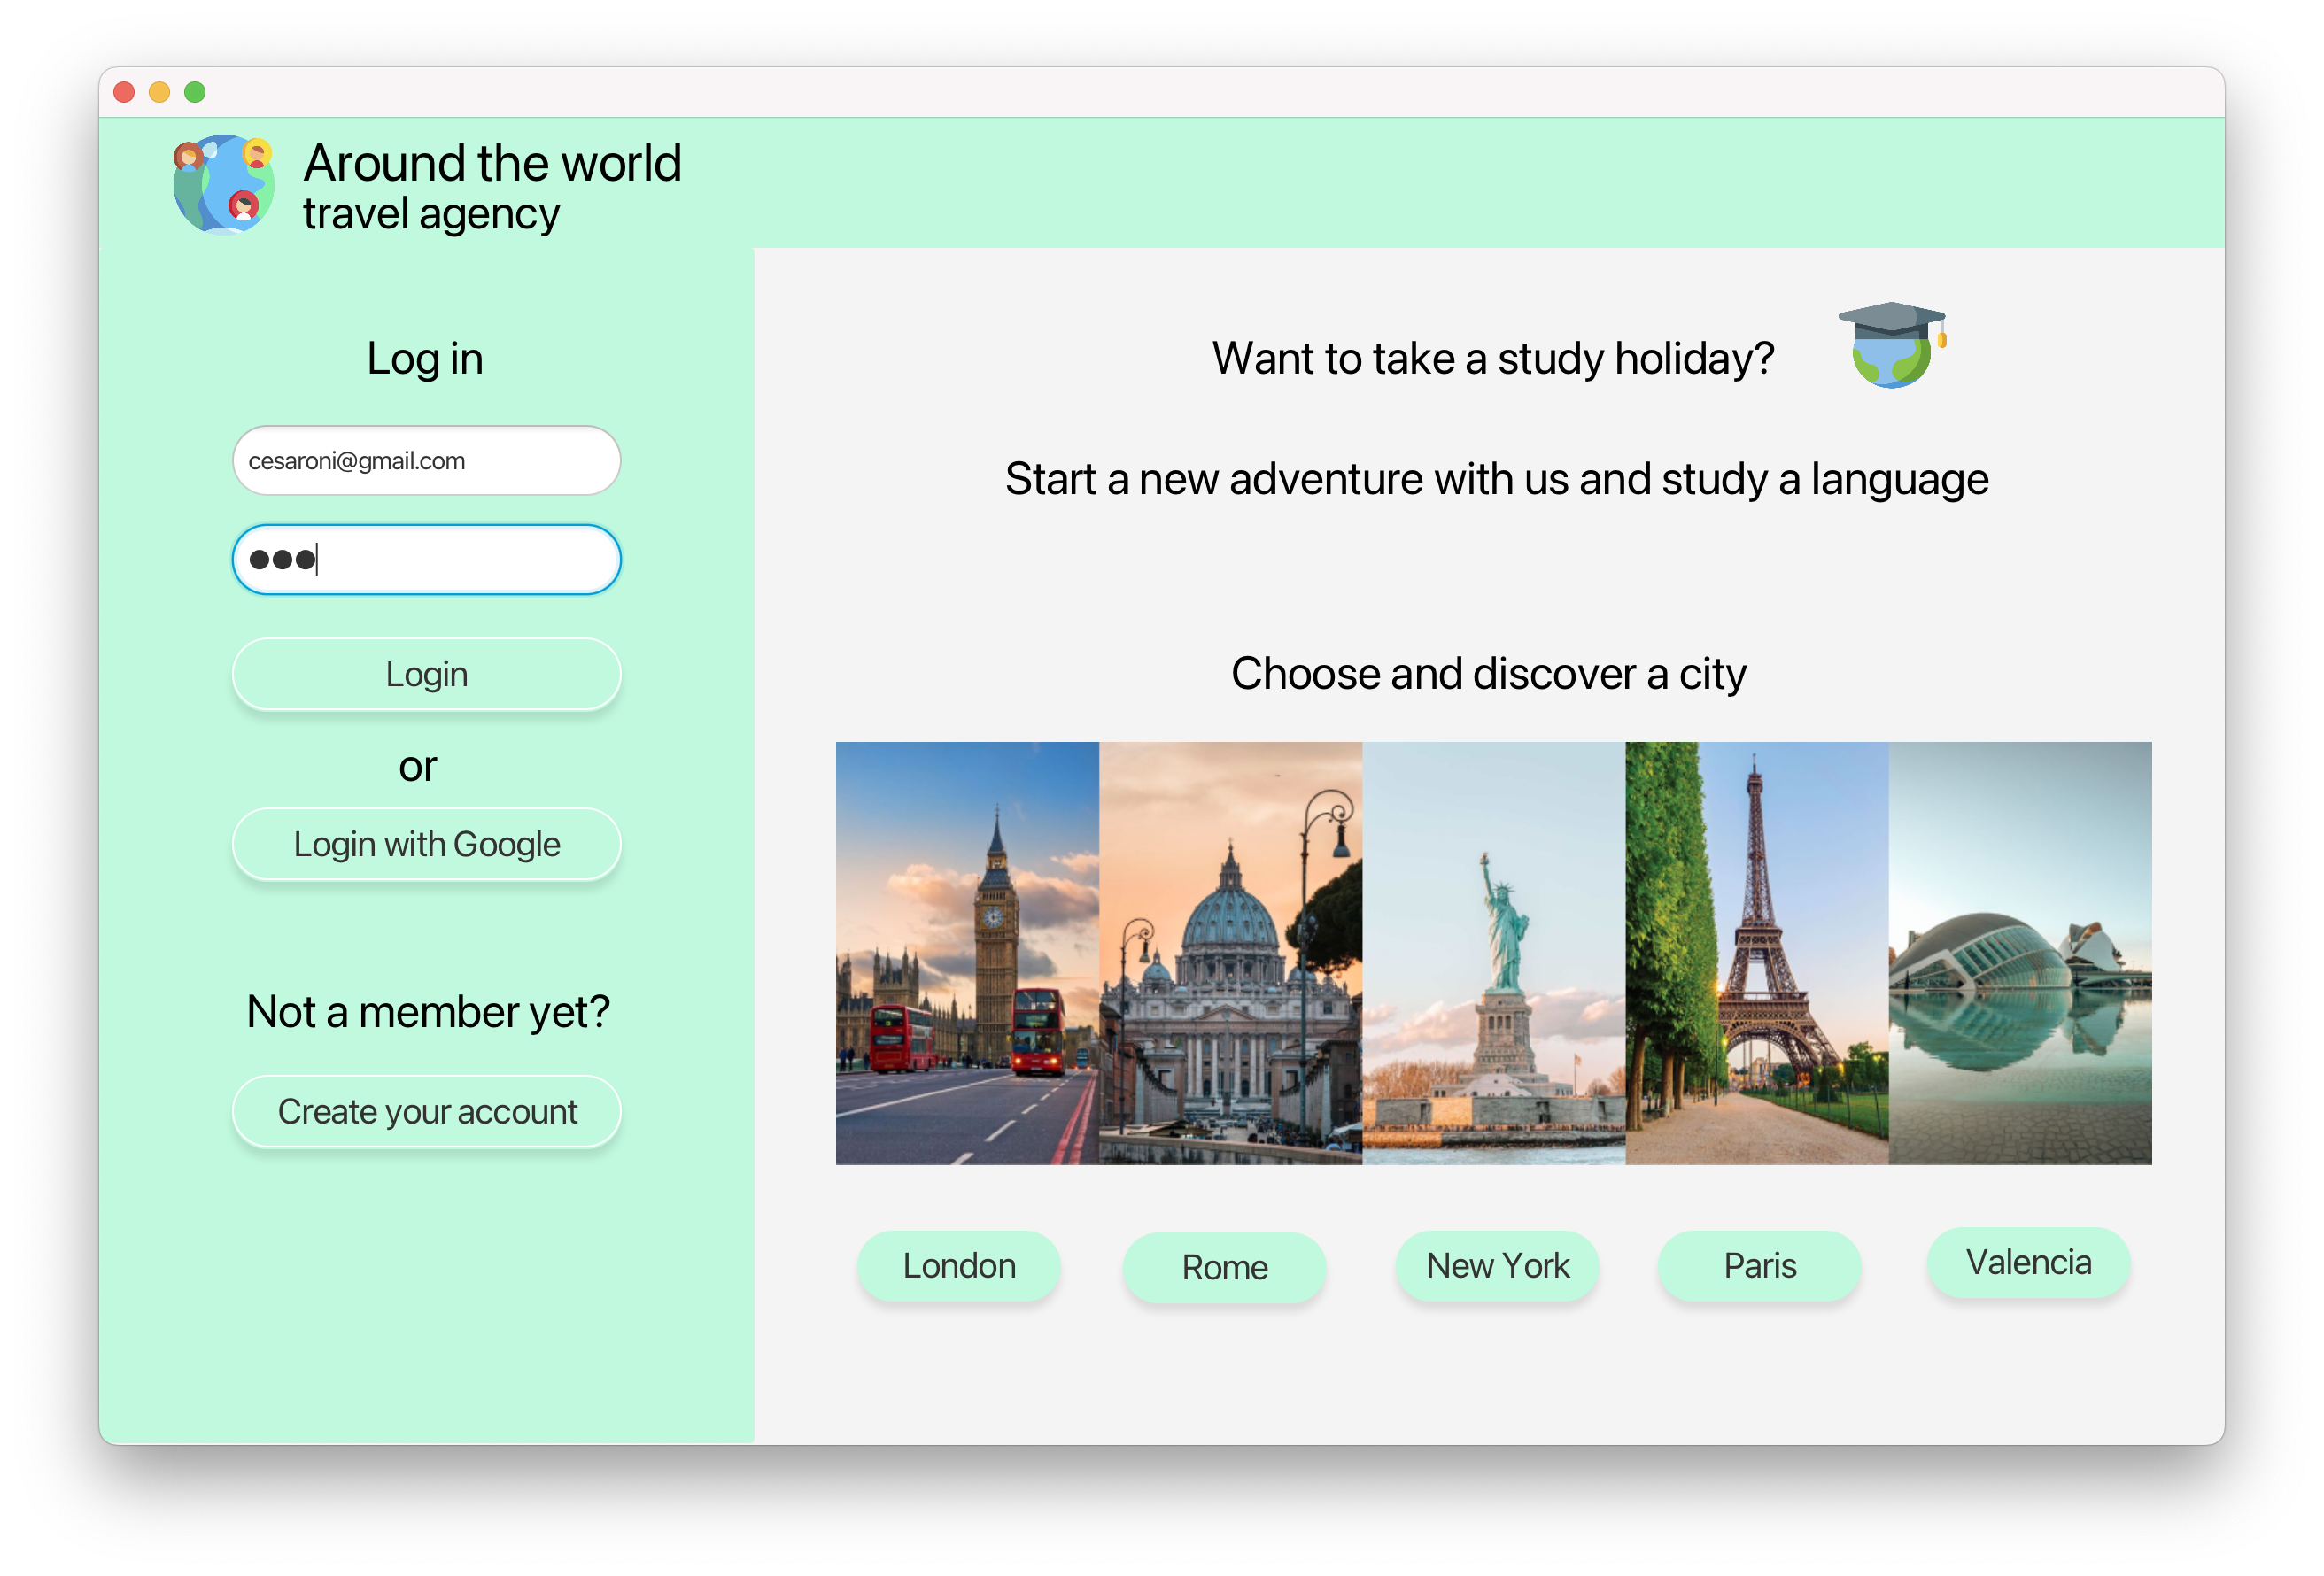 Around the world
travel agency
Log in
cesaroni@gmail.com
●●●
Login
or
Login with Google
Not a member yet?
Create your account
Want to take a study holiday?
Start a new adventure with us and study a language
Choose and discover a city
London
Rome
New York
Paris
Valencia